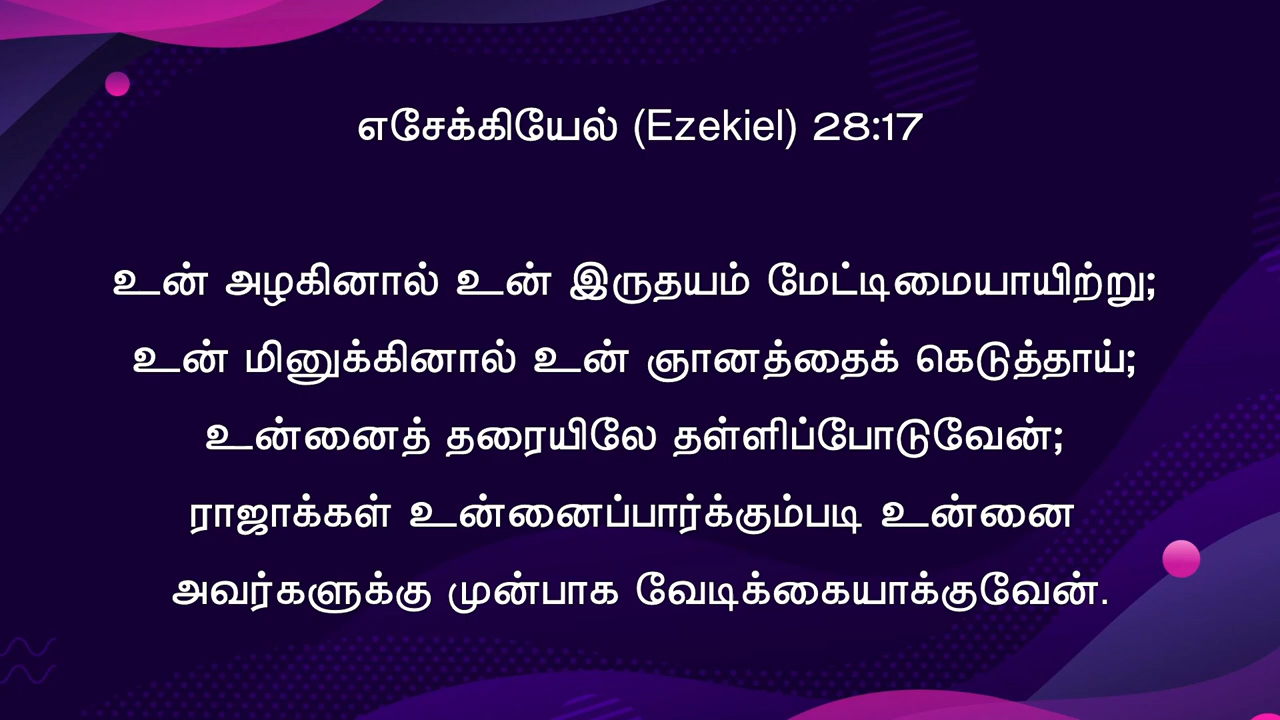 எசேக்கியேல் (Ezekiel) 28:17
உன் அழகினால் உன் இருதயம் மேட்டிமையாயிற்று;
உன் மினுக்கினால் உன் ஞானத்தைக் கெடுத்தாய்;
உன்னைத் தரையிலே தள்ளிப்போடுவேன்;
ராஜாக்கள் உன்னைப்பார்க்கும்படி உன்னை
அவர்களுக்கு முன்பாக வேடிக்கையாக்குவேன்.